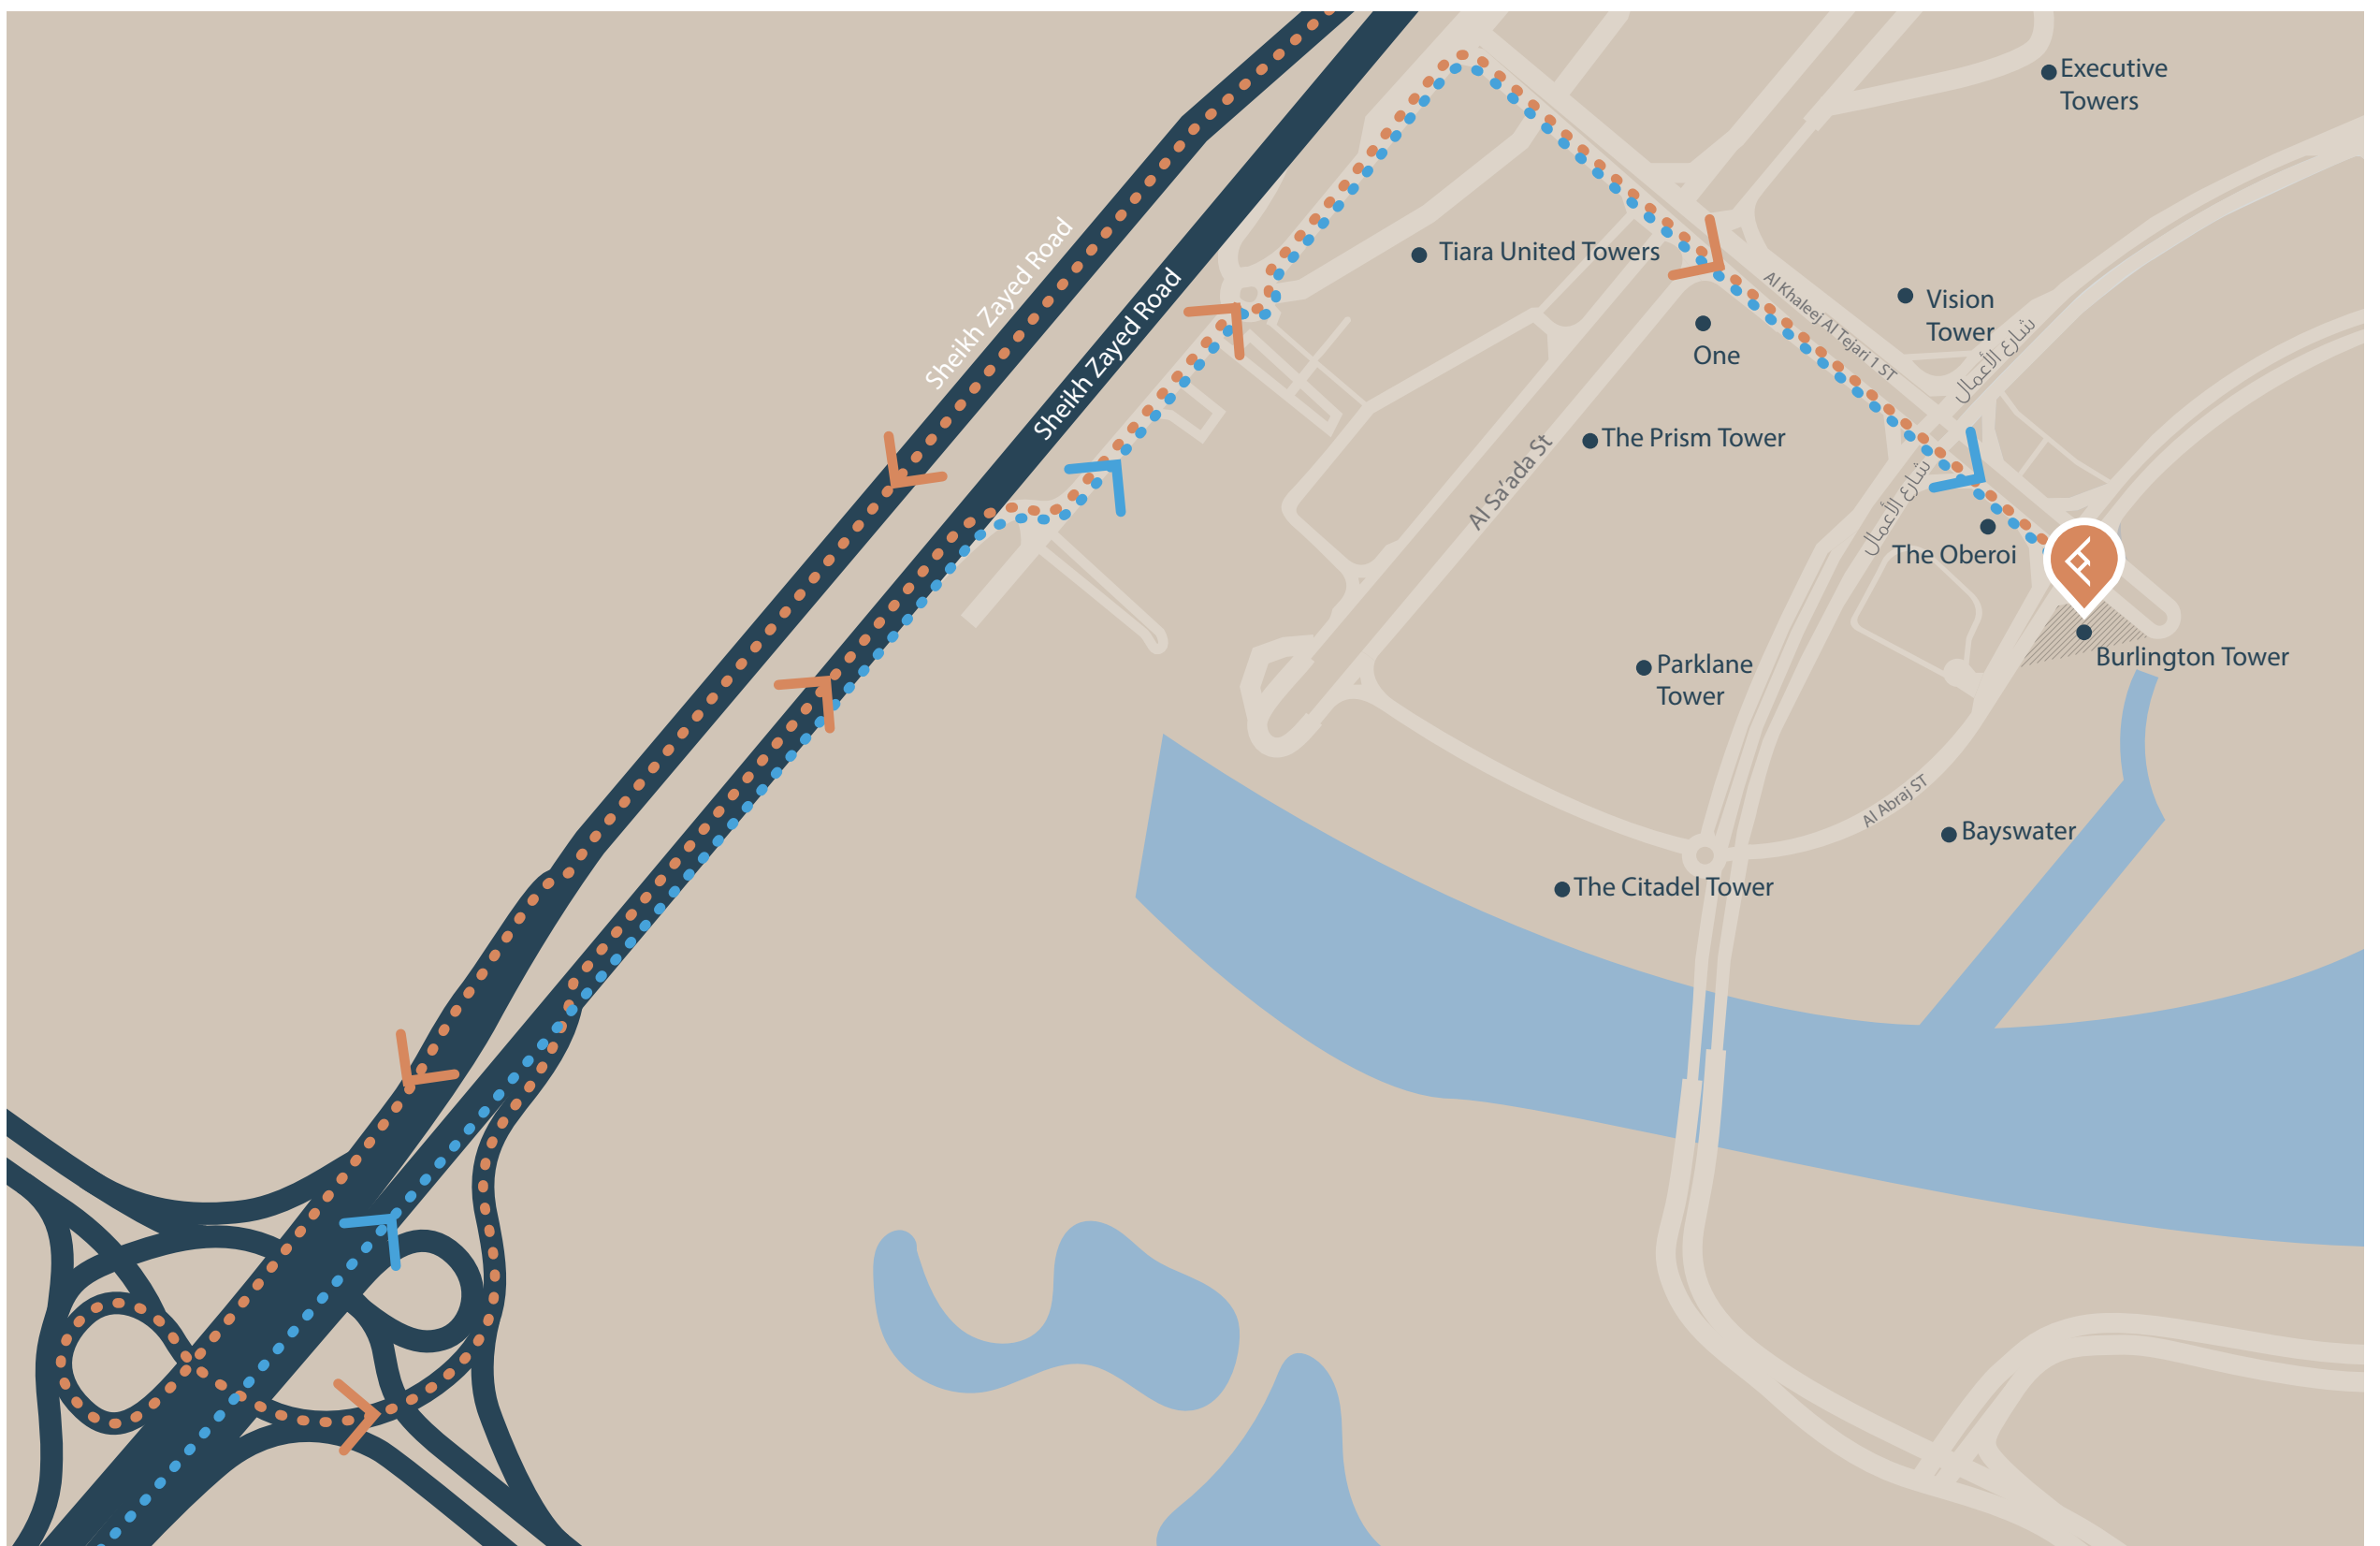 Executive
Towers
Sheikh Zayed Road
Tiara United Towers
Sheikh Zayed Road
Al Khaleej Al Tejari 1 ST
Vision
Tower
شارع الأعمال
One
The Prism Tower
Al Sa'ada St
شارع الأعمال
The Oberoi
Burlington Tower
Parklane
Tower
Al Abraj ST
Bayswater
The Citadel Tower